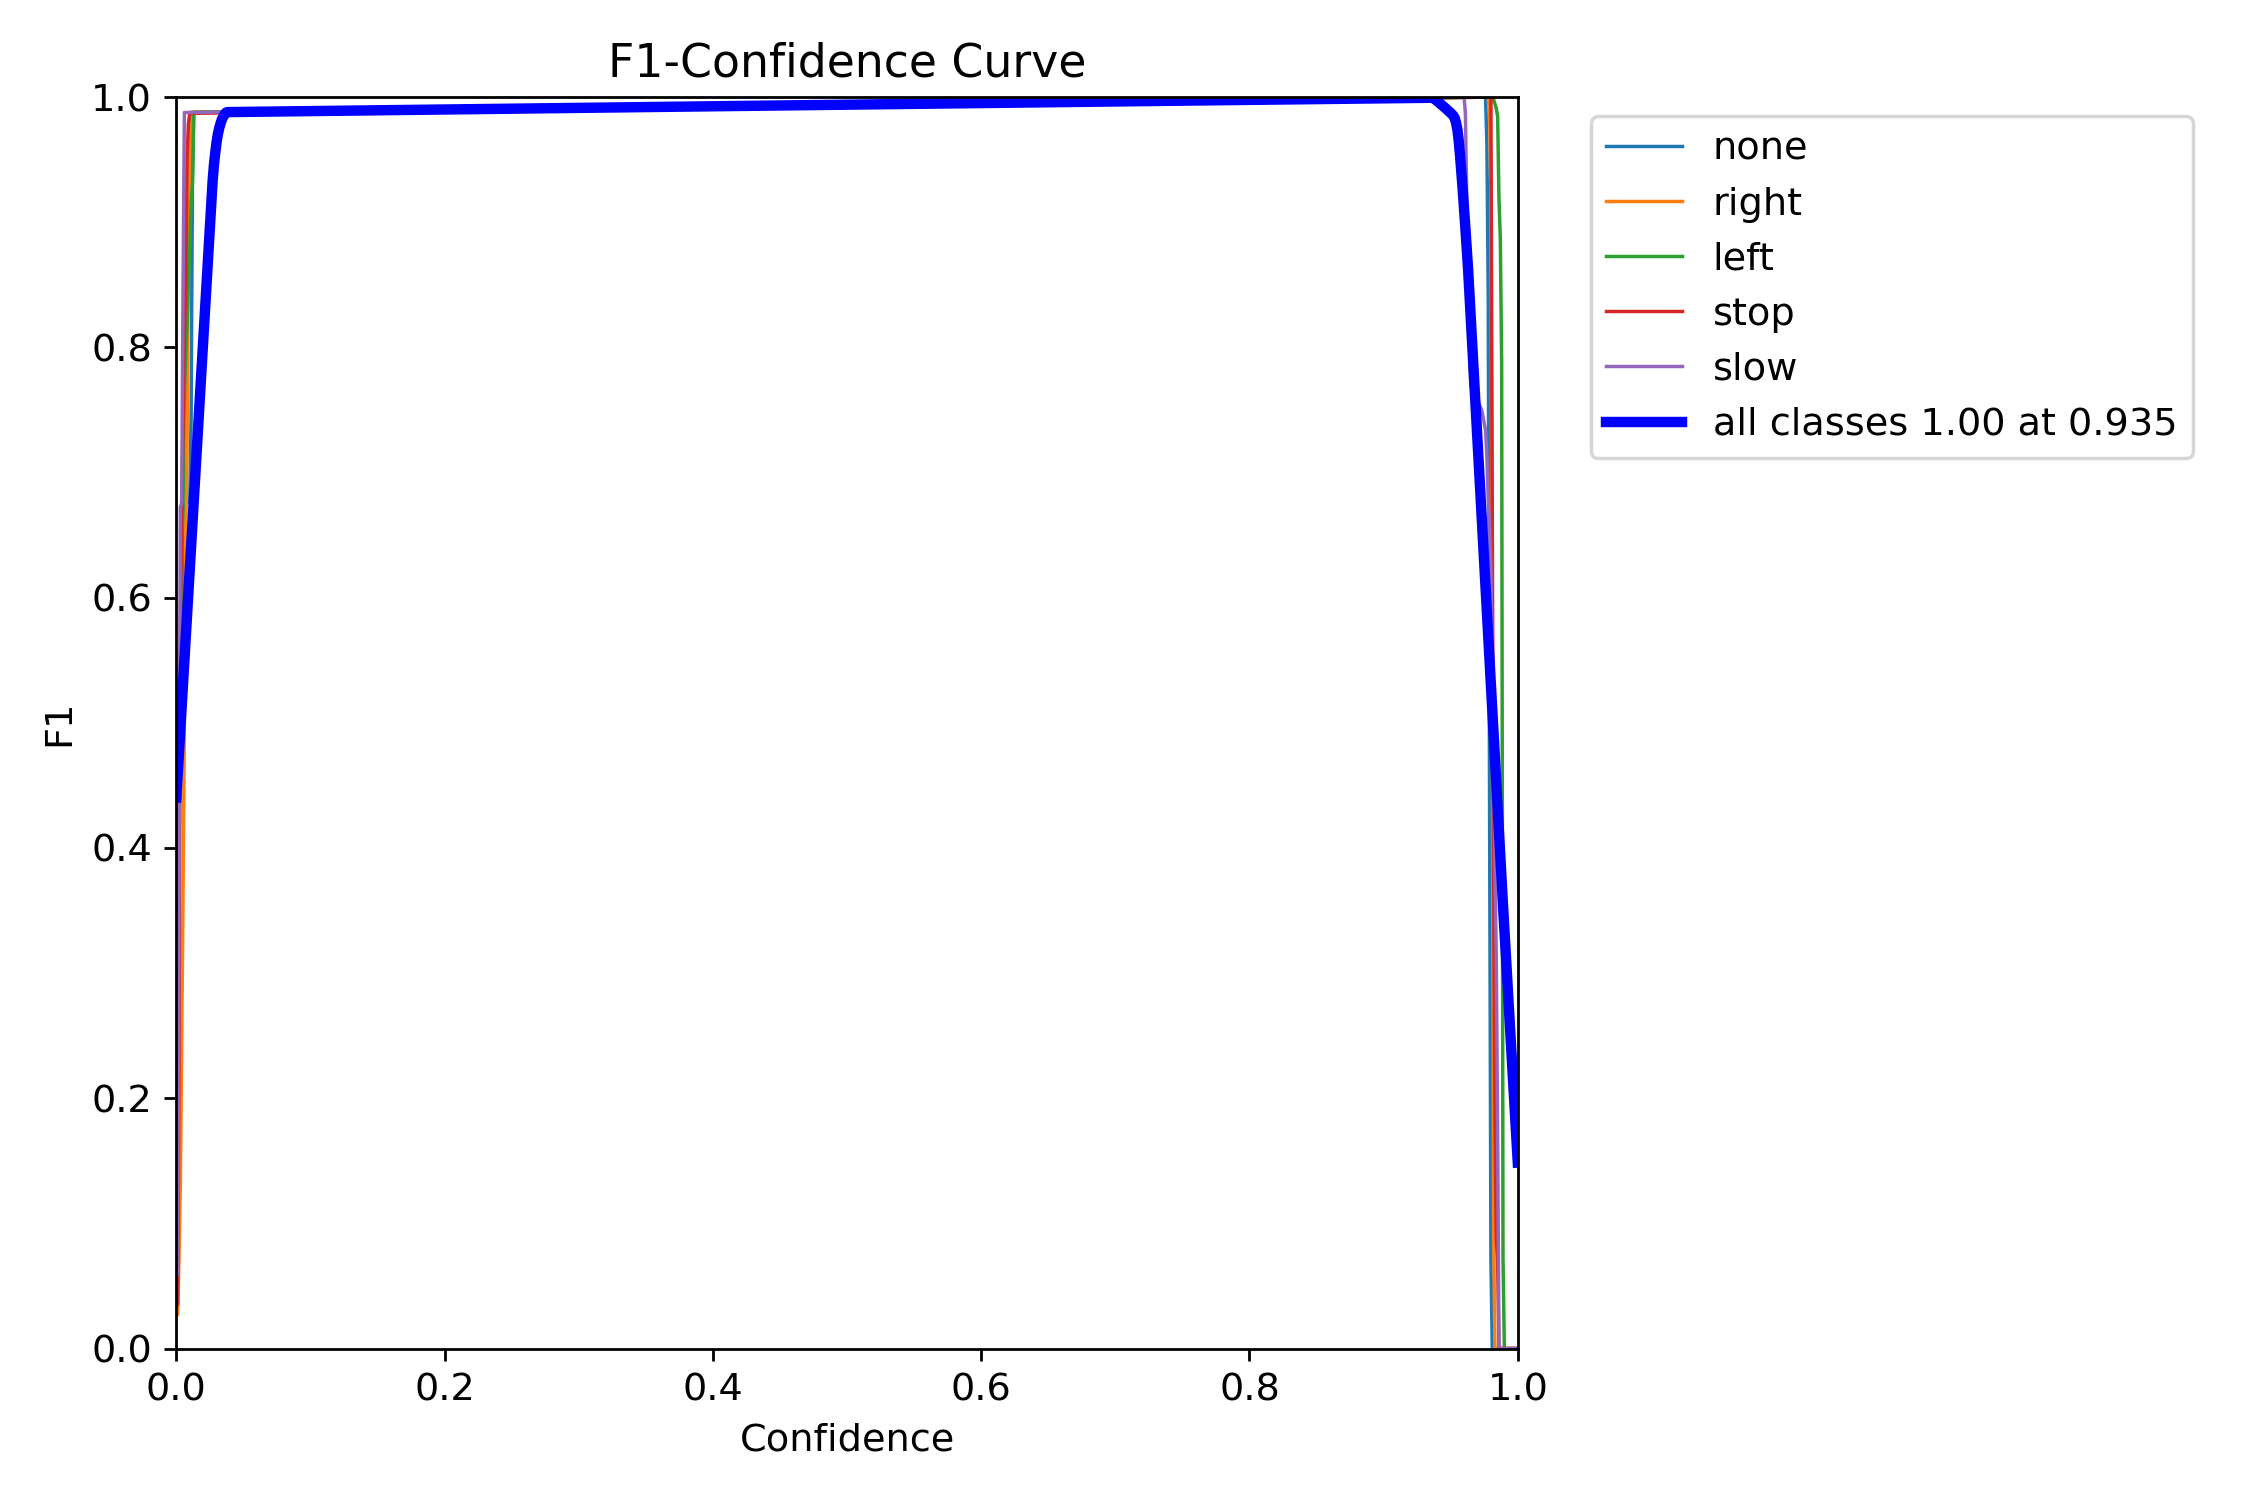 F1-Confidence Curve
1.0
0.8
0.6
0.4
0.2
0.0
F1
0.0 0.2 0.4 0.6 0.8 1.0
Confidence
none
right
left
stop
slow
all classes 1.00 at 0.935